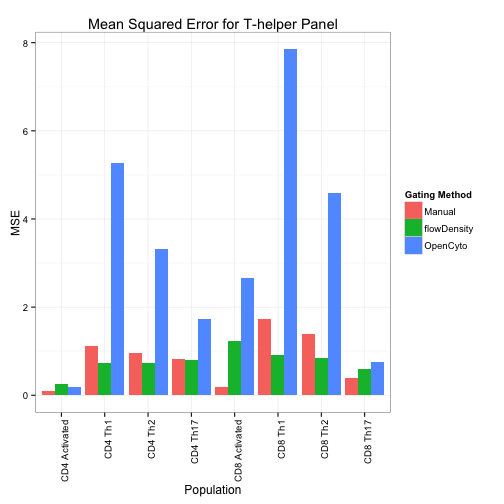 Mean Squared Error for T-helper Panel
8
6
4
2
0
MSE
CD4 Activated
CD4 Th1
CD4 Th2
CD4 Th17
CD8 Activated
CD8 Th1
CD8 Th2
CD8 Th17
Population
Gating Method
Manual
flowDensity
OpenCyto